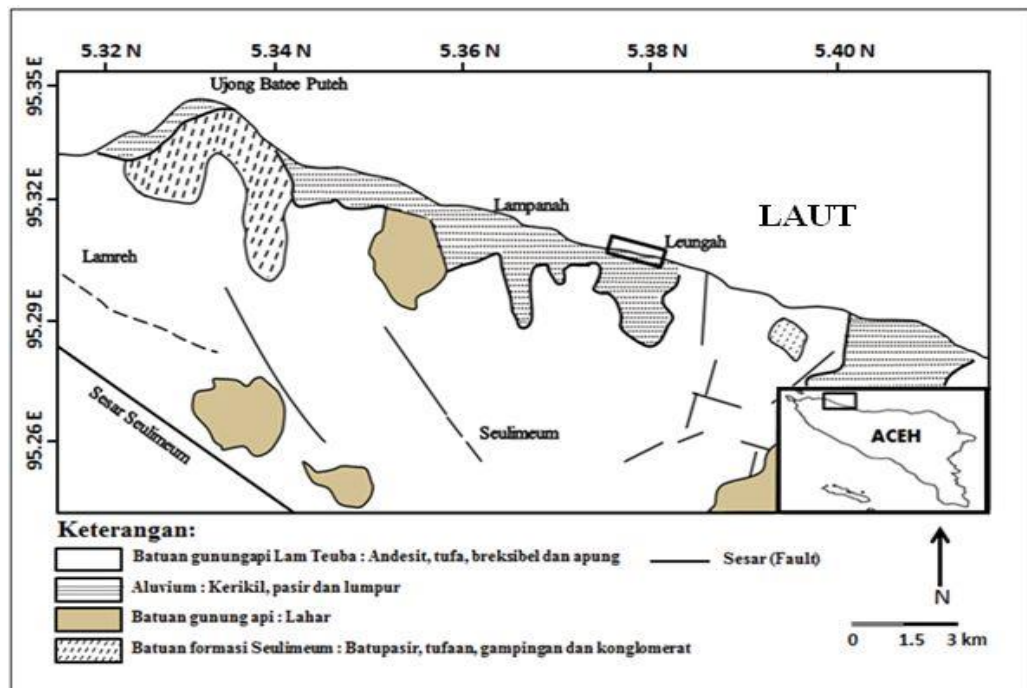 5.32 N 5.34 N 5.36 N 5.38 N 5.40 N
95.35 E
95.32 E
95.29 E
95.26 E
Ujong Batee Puteh
Lampanah
LAUT
Leungah
Lamreh
Sesar Seulimeum
Seulimeum
ACEH
Keterangan:
Batuan gunungapi Lam Teuba : Andesit, tufa, breksibel dan apung
Sesar (Fault)
Aluvium : Kerikil, pasir dan lumpur
Batuan gunung api : Lahar
Batuan formasi Seulimeum : Batupasir, tufaan, gampingan dan konglomerat
N
0 1.5 3 km